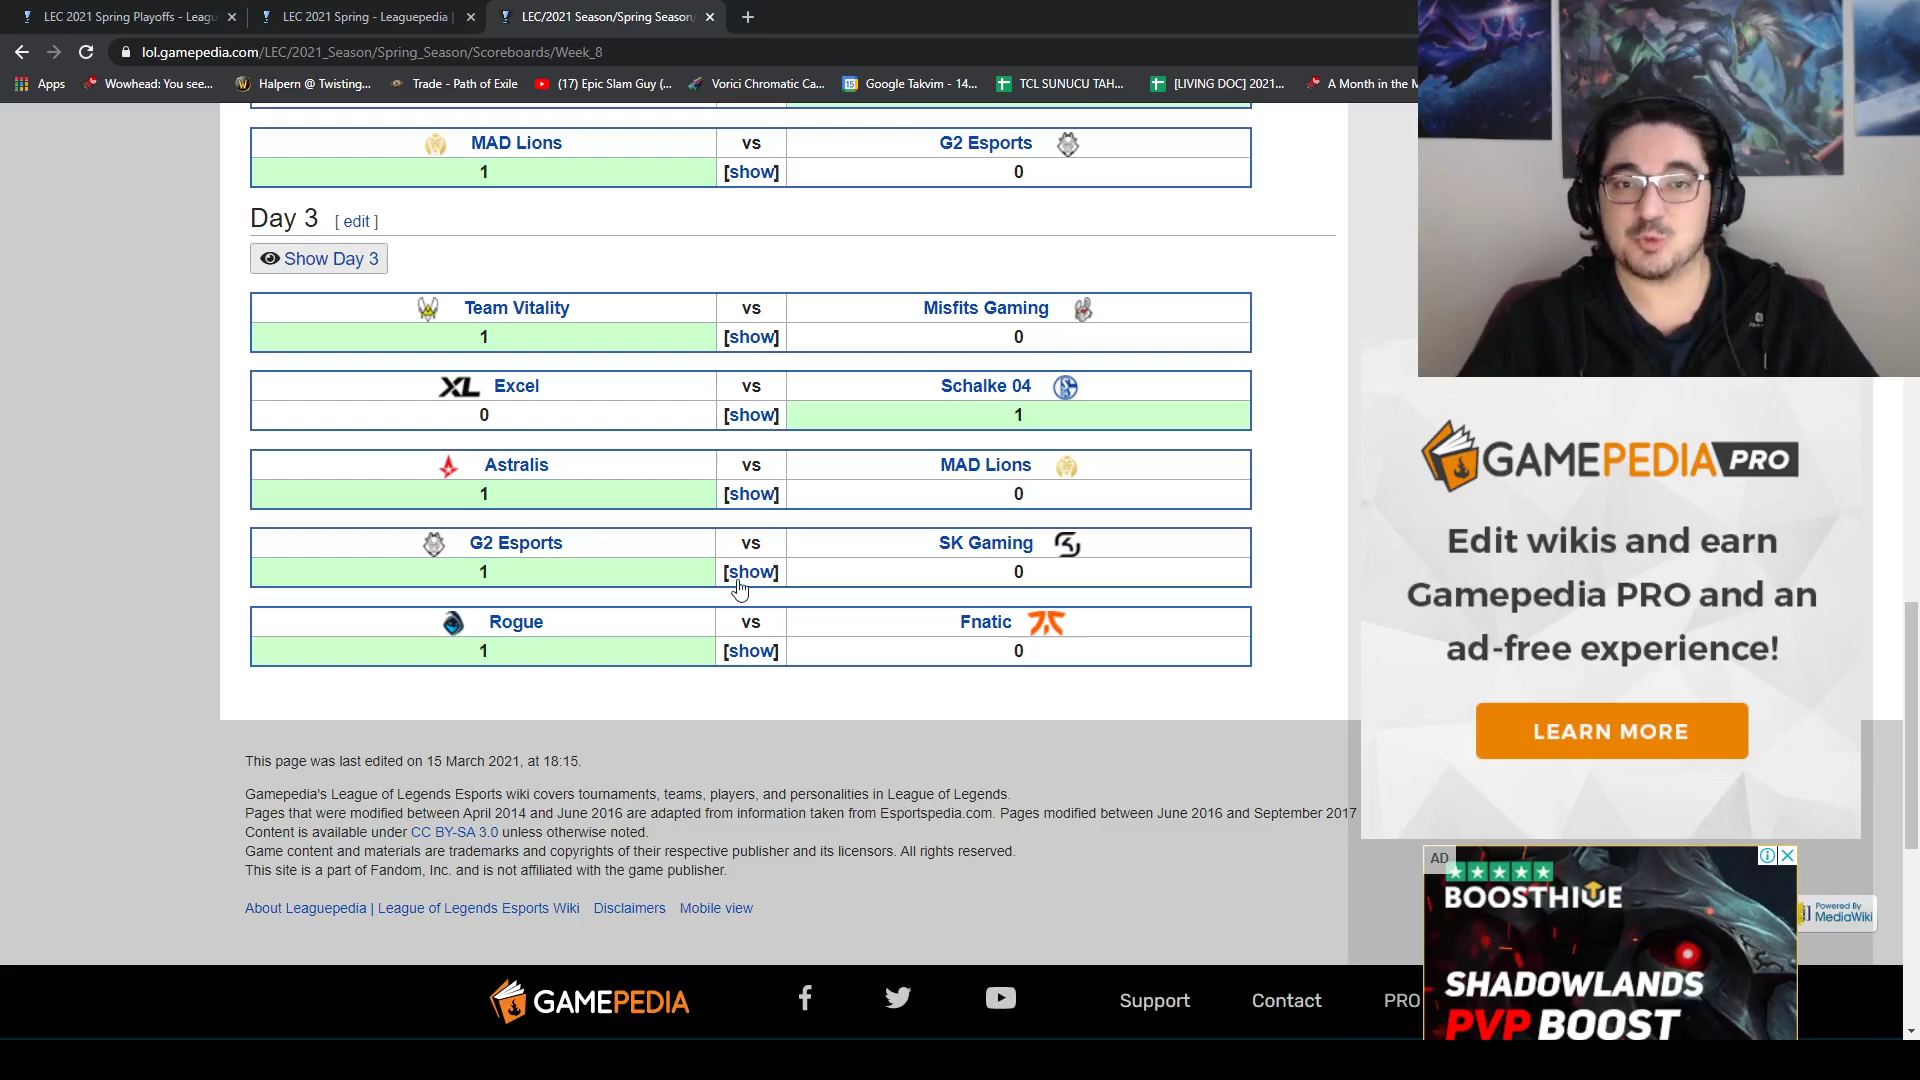 LEC 2021 Spring Playoffs - Leagu
LEC 2021 Spring - Leaguepedia |
LEC/2021 Season/Spring Season/
lol.gamepedia.com/LEC/2021_Season/Spring_Season/Scoreboards/Week_8
Apps
Wowhead: You see...
Halpern @ Twisting...
Trade - Path of Exile
(17) Epic Slam Guy (...
Vorici Chromatic Ca...
Google Takvim - 14...
TCL SUNUCU TAH...
[LIVING DOC] 2021...
A Month in the M
MAD Lions vs G2 Esports
1 [show] 0
Day 3 [ edit ]
Show Day 3
Team Vitality vs Misfits Gaming
1 [show] 0
XL Excel vs Schalke 04
0 [show] 1
Astralis vs MAD Lions
1 [show] 0
G2 Esports vs SK Gaming
1 [show] 0
Rogue vs Fnatic
1 [show] 0
This page was last edited on 15 March 2021, at 18:15.
Gamepedia's League of Legends Esports wiki covers tournaments, teams, players, and personalities in League of Legends.
Pages that were modified between April 2014 and June 2016 are adapted from information taken from Esportspedia.com. Pages modified between June 2016 and September 2017
Content is available under CC BY-SA 3.0 unless otherwise noted.
Game content and materials are trademarks and copyrights of their respective publisher and its licensors. All rights reserved.
This site is a part of Fandom, Inc. and is not affiliated with the game publisher.
About Leaguepedia | League of Legends Esports Wiki Disclaimers Mobile view
GAMEPEDIA
Support
Contact
PRO
GAMEPEDIA PRO
Edit wikis and earn
Gamepedia PRO and an
ad-free experience!
LEARN MORE
AD
BOOSTHIVE
SHADOWLANDS
PVP BOOST
Powered By
MediaWiki